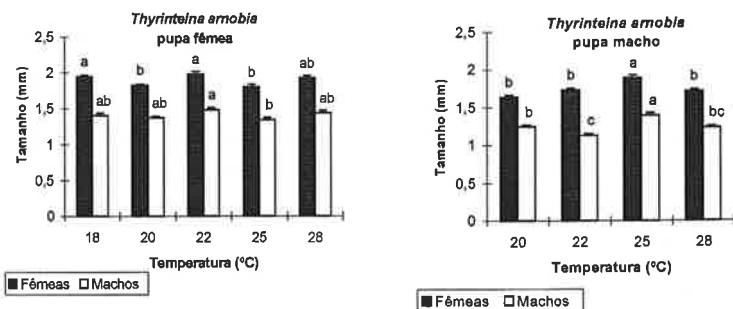 Thyrinteina arnobia
pupa fêmea
Tamanho (mm)
2,5
2
1,5
1
0,5
0
a
ab
b
ab
a
a
b
b
ab
ab
18
20
22
25
28
Temperatura (ºC)
Fêmeas
Machos
Thyrinteina arnobia
pupa macho
Tamanho (mm)
2,5
2
1,5
1
0,5
0
b
b
b
c
a
a
b
bc
20
22
25
28
Temperatura (ºC)
Fêmeas
Machos